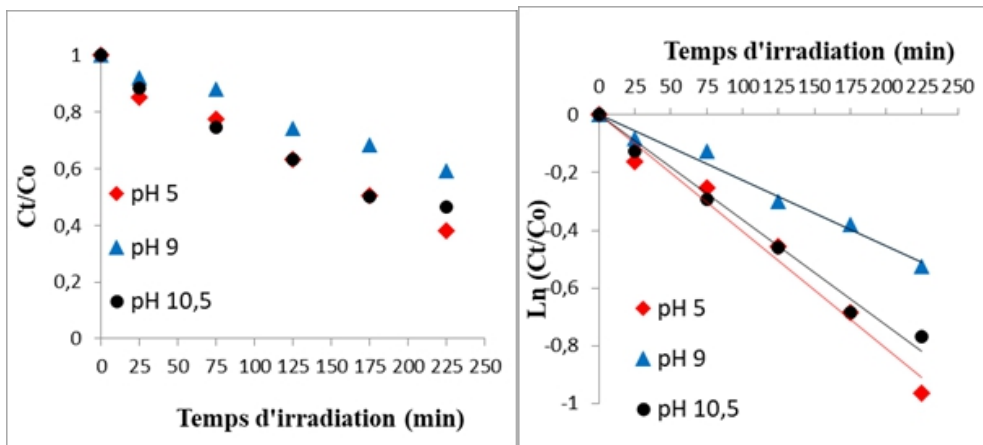 1
0,8
0,6
0,4
0,2
0
Ct/Co
pH 5
pH 9
pH 10,5
0 25 50 75 100 125 150 175 200 225 250
Temps d'irradiation (min)
Temps d'irradiation (min)
0 25 50 75 100 125 150 175 200 225 250
0
-0,2
-0,4
-0,6
-0,8
-1
Ln (Ct/Co)
pH 5
pH 9
pH 10,5